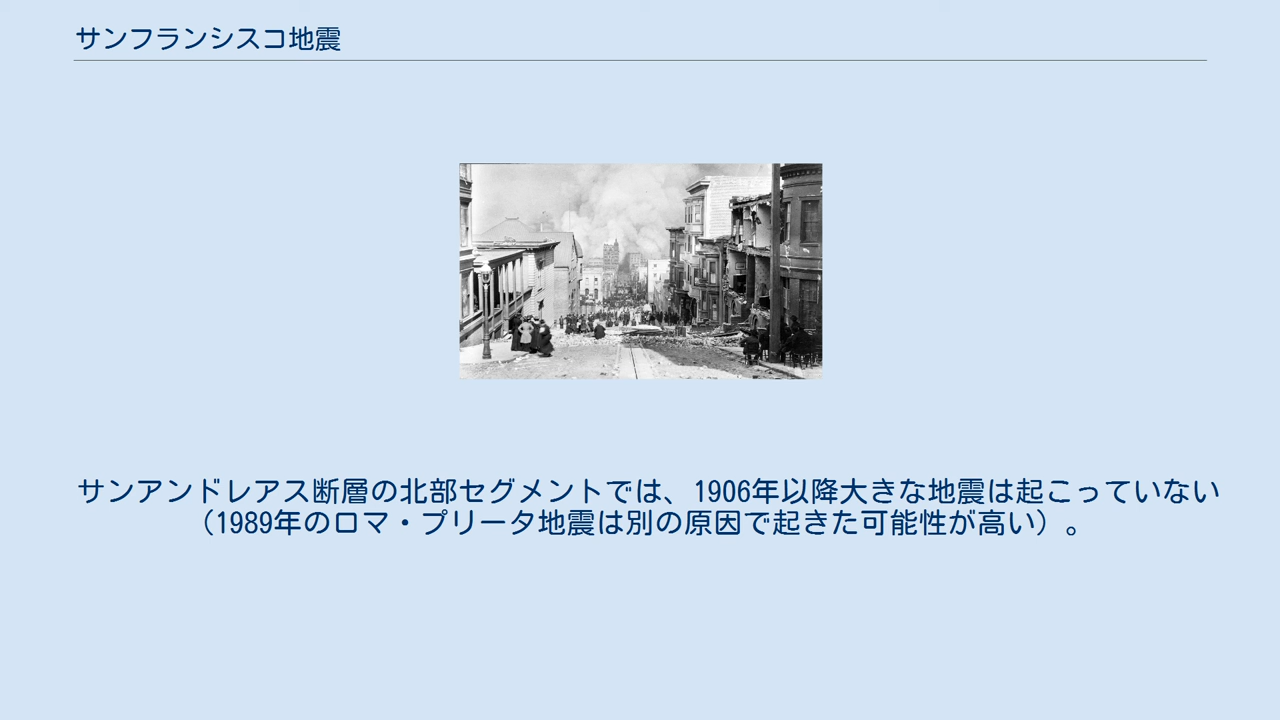 サンフランシスコ地震
サンアンドレアス断層の北部セグメントでは、1906年以降大きな地震は起こっていない
（1989年のロマ・プリータ地震は別の原因で起きた可能性が高い）。